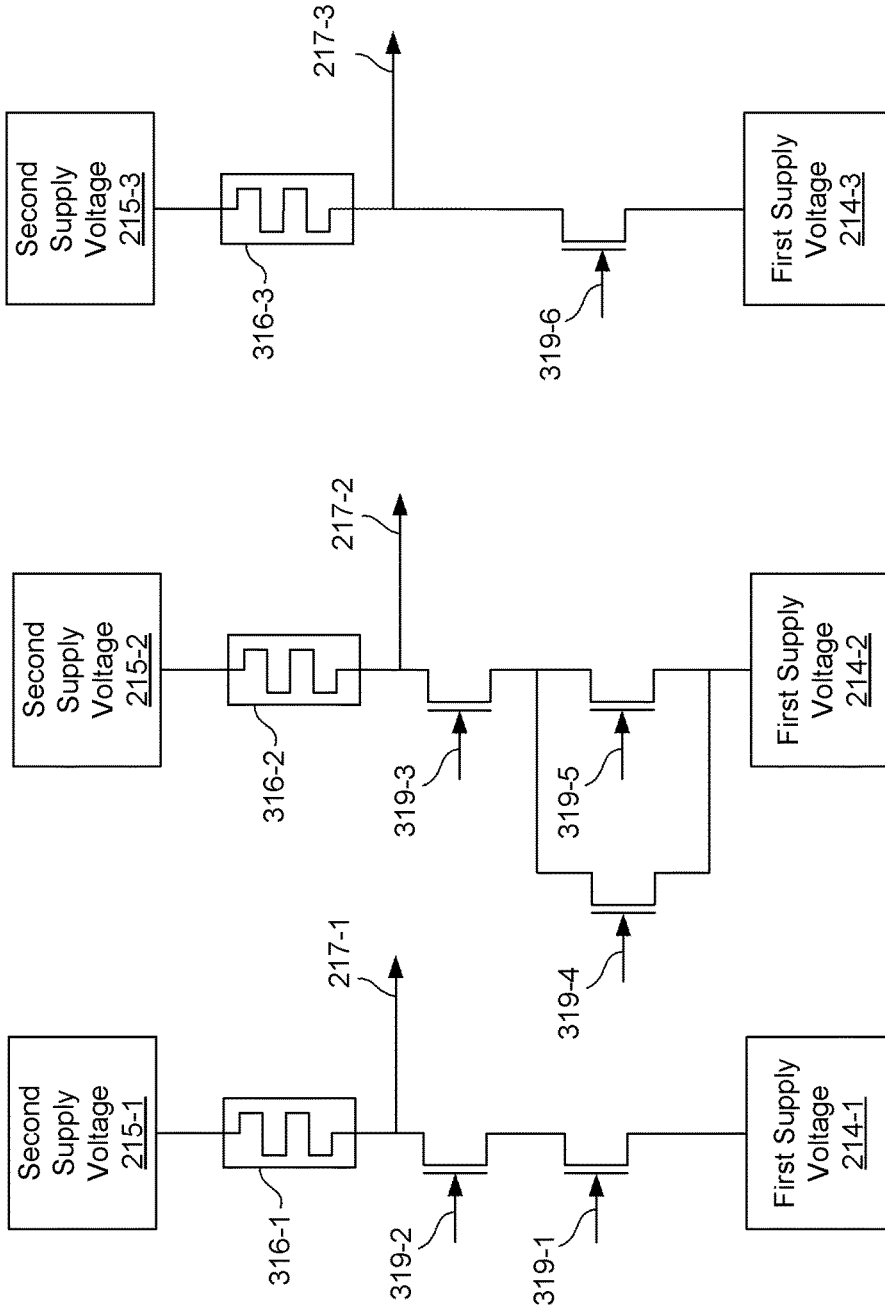 Second
Supply
Voltage
215-1
316-1
217-1
319-2
319-1
First Supply
Voltage
214-1
Second
Supply
Voltage
215-2
316-2
217-2
319-3
319-4
319-5
First Supply
Voltage
214-2
Second
Supply
Voltage
215-3
316-3
217-3
319-6
First Supply
Voltage
214-3